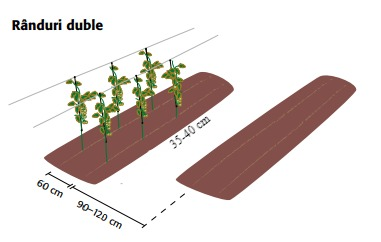 Rânduri duble
35-40 cm
60 cm
90–120 cm